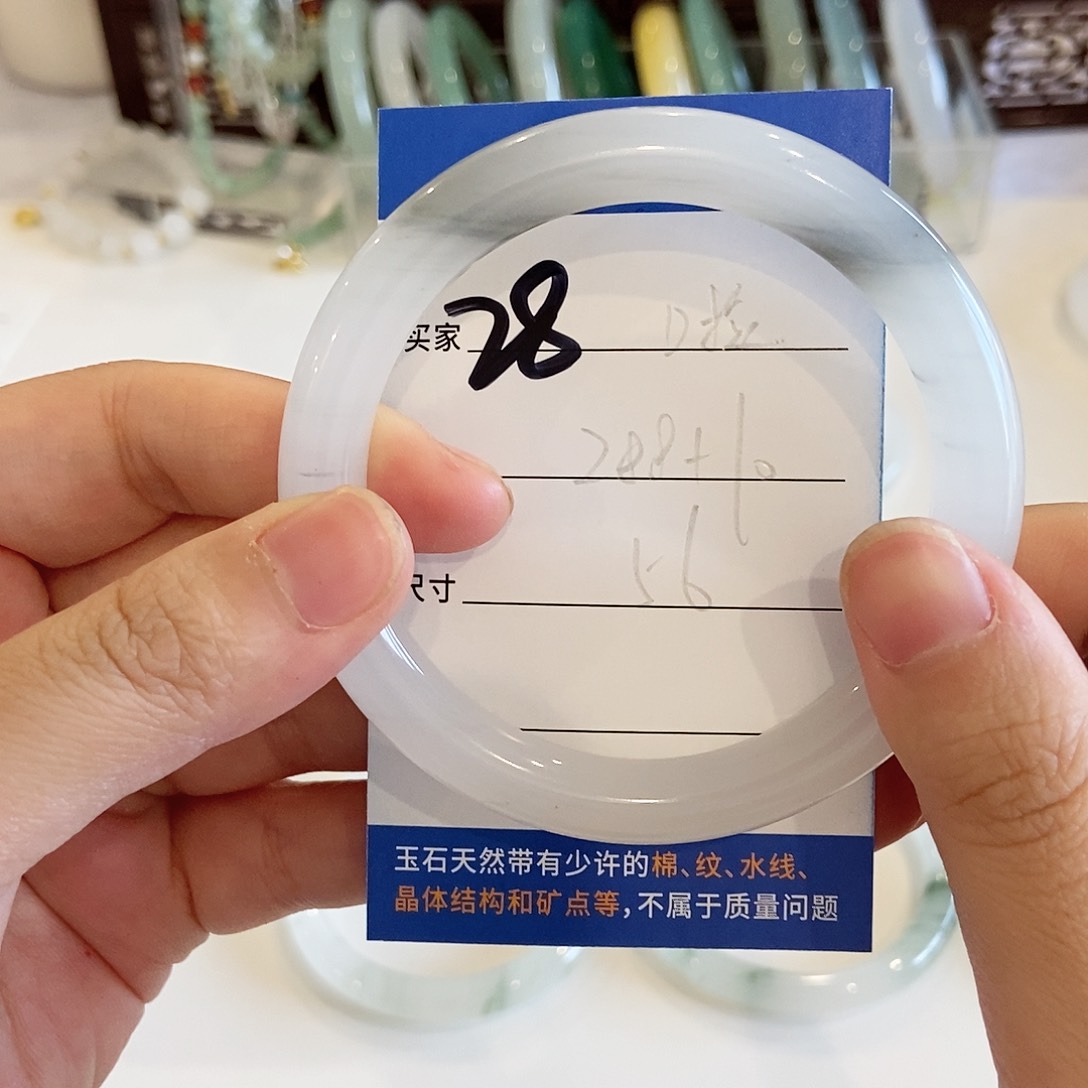 买家 28
288+10
尺寸 56
玉石天然带有少许的棉、纹、水线、
晶体结构和矿点等，不属于质量问题